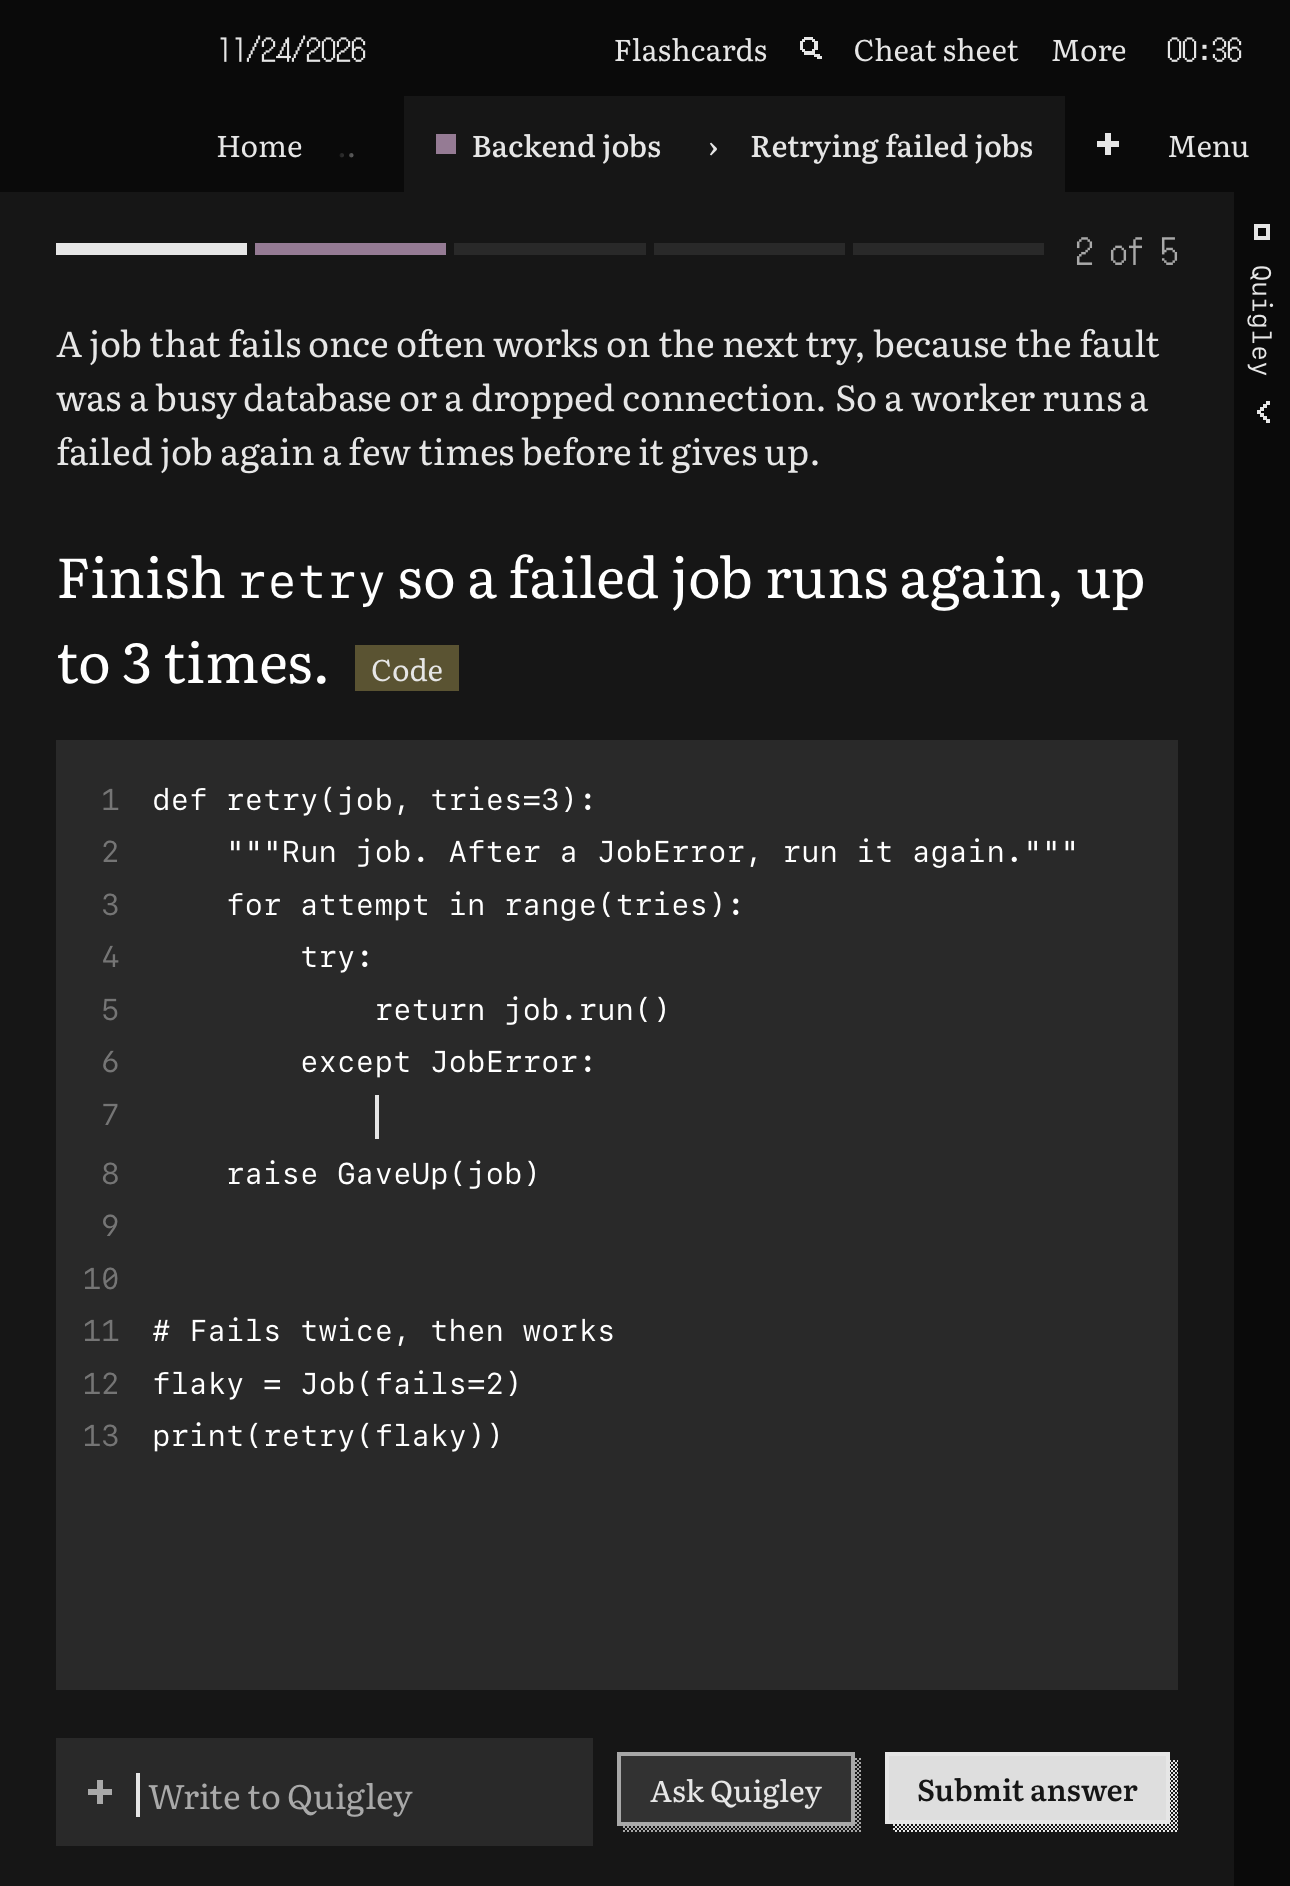 11/24/2026 Flashcards Cheat sheet More 00:36
Home .. Backend jobs › Retrying failed jobs Menu
2 of 5
Quigley
A job that fails once often works on the next try, because the fault
was a busy database or a dropped connection. So a worker runs a
failed job again a few times before it gives up.
Finish retry so a failed job runs again, up
to 3 times. Code
1 def retry(job, tries=3):
2     """Run job. After a JobError, run it again."""
3     for attempt in range(tries):
4         try:
5             return job.run()
6         except JobError:
7
8     raise GaveUp(job)
9
10
11 # Fails twice, then works
12 flaky = Job(fails=2)
13 print(retry(flaky))
Write to Quigley Ask Quigley Submit answer